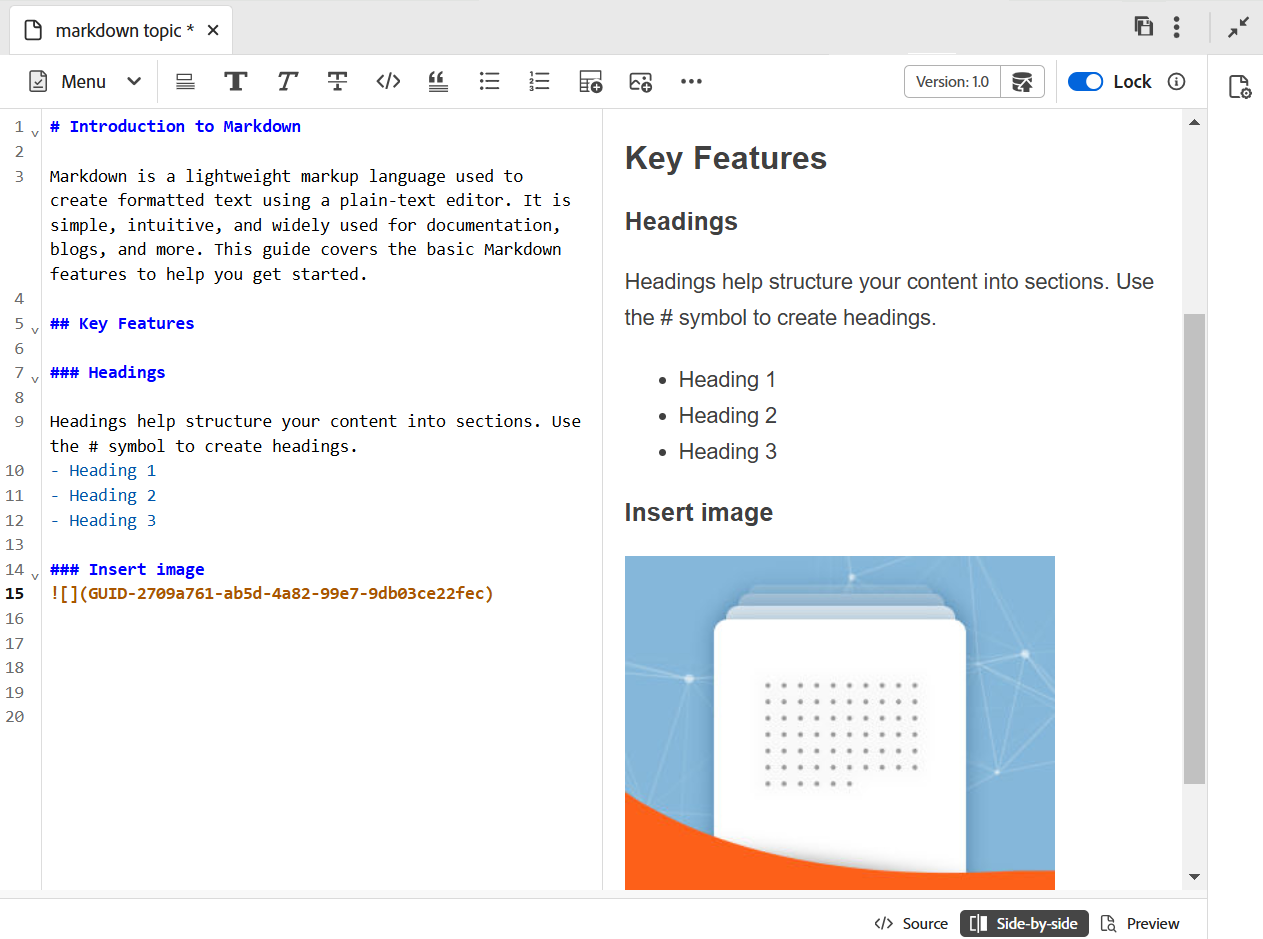 markdown topic *
Menu
Version: 1.0
Lock
1 # Introduction to Markdown
2
3 Markdown is a lightweight markup language used to
create formatted text using a plain-text editor. It is
simple, intuitive, and widely used for documentation,
blogs, and more. This guide covers the basic Markdown
features to help you get started.
4
5 ## Key Features
6
7 ### Headings
8
9 Headings help structure your content into sections. Use
the # symbol to create headings.
10 - Heading 1
11 - Heading 2
12 - Heading 3
13
14 ### Insert image
15 ![](GUID-2709a761-ab5d-4a82-99e7-9db03ce22fec)
16
17
18
19
20
Key Features
Headings
Headings help structure your content into sections. Use
the # symbol to create headings.
• Heading 1
• Heading 2
• Heading 3
Insert image
</> Source
Side-by-side
Preview